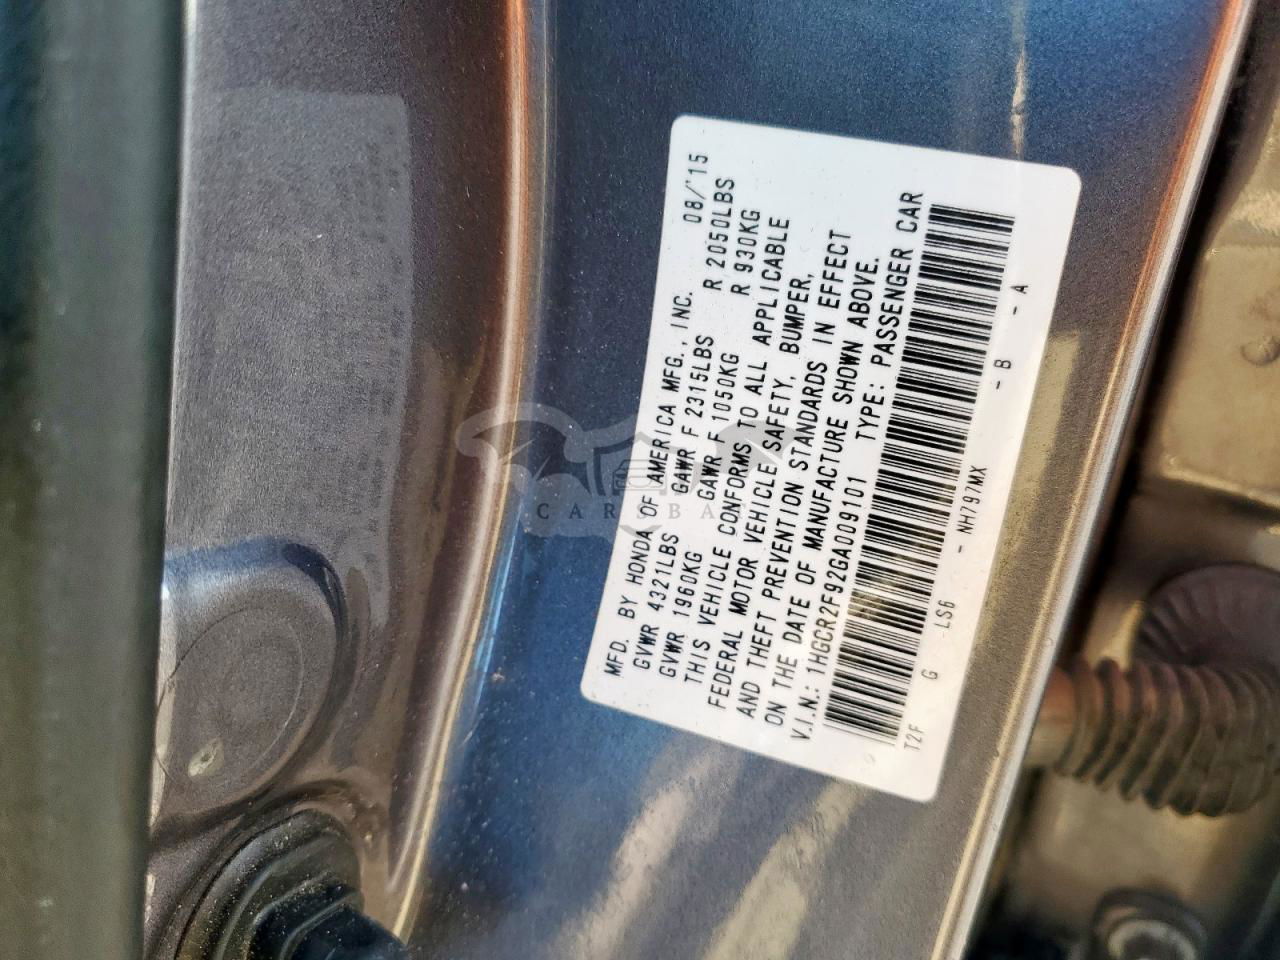 MFD. BY HONDA OF AMERICA MFG., INC. 08/'15
GVWR 4321LBS GAWR F 2315LBS R 2050LBS
GVWR 1960KG GAWR F 1050KG R 930KG
THIS VEHICLE CONFORMS TO ALL APPLICABLE
FEDERAL MOTOR VEHICLE SAFETY, BUMPER,
AND THEFT PREVENTION STANDARDS IN EFFECT
ON THE DATE OF MANUFACTURE SHOWN ABOVE.
V.I.N.: 1HGCR2F92GA009101 TYPE: PASSENGER CAR
T2F G -LS6 - NH797MX - B - A